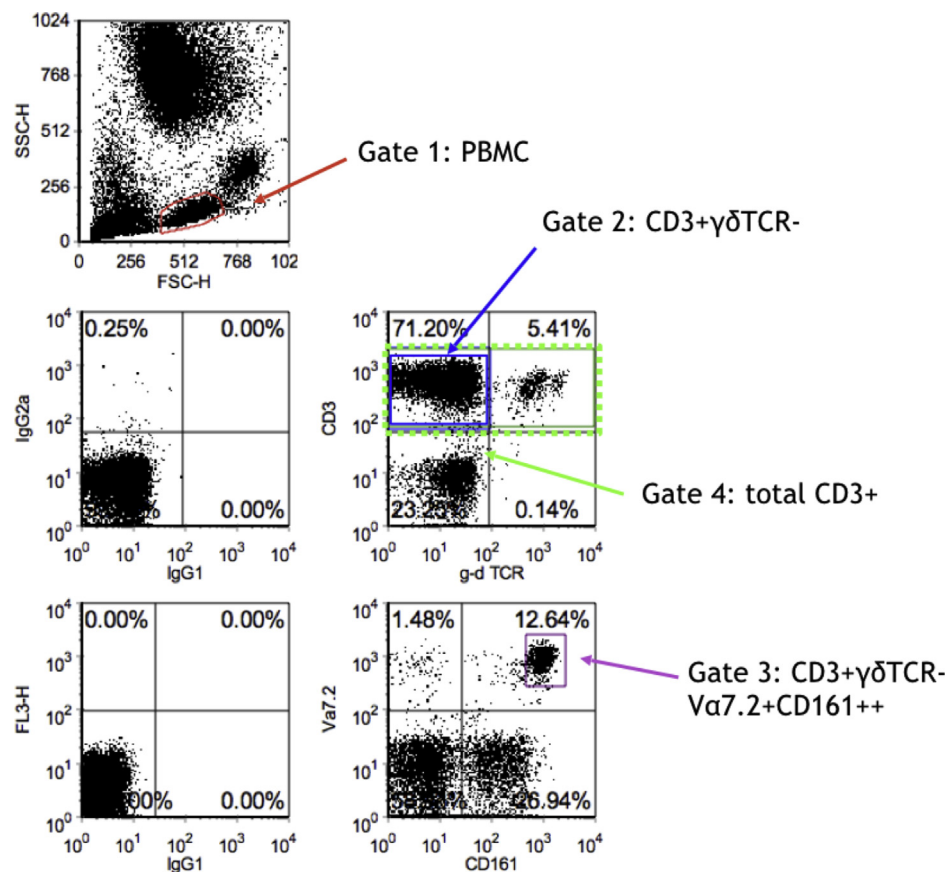 1024
768
512
256
0
SSC-H
0 256 512 768 102
FSC-H
Gate 1: PBMC
Gate 2: CD3+γδTCR-
10⁴
10³
10²
10¹
10⁰
IgG2a
0.25% 0.00%
0.00%
10⁰ 10¹ 10² 10³ 10⁴
IgG1
10⁴
10³
10²
10¹
10⁰
CD3
71.20% 5.41%
0.14%
10⁰ 10¹ 10² 10³ 10⁴
g-d TCR
Gate 4: total CD3+
10⁴
10³
10²
10¹
10⁰
FL3-H
0.00% 0.00%
0.00%
10⁰ 10¹ 10² 10³ 10⁴
IgG1
10⁴
10³
10²
10¹
10⁰
Va7.2
1.48% 12.64%
26.94%
10⁰ 10¹ 10² 10³ 10⁴
CD161
Gate 3: CD3+γδTCR-
Vα7.2+CD161++